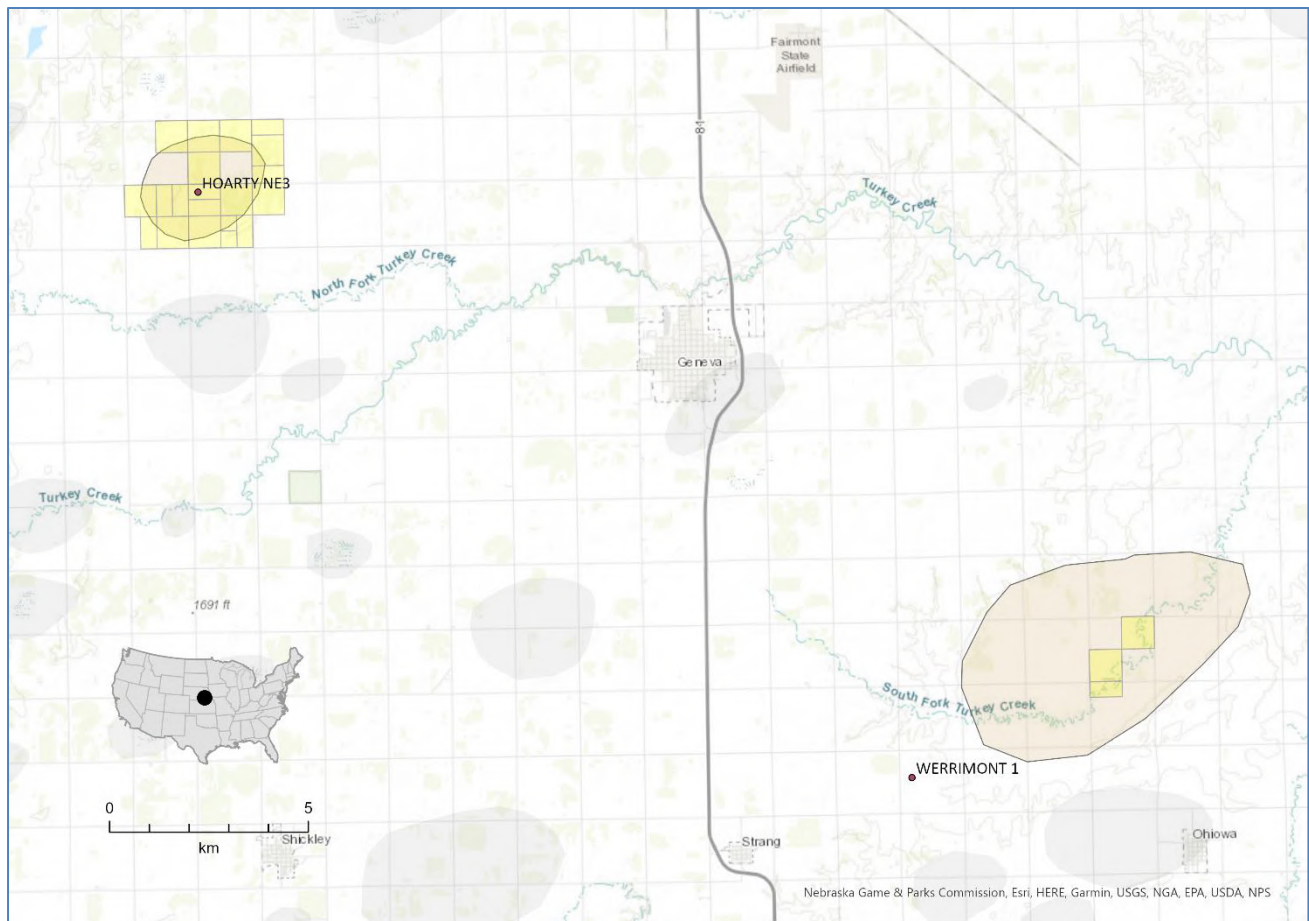 Fairmont
State
Airfield
81
HOARTY NE3
Turkey Creek
North Fork Turkey Creek
Geneva
Turkey Creek
1691 ft
South Fork Turkey Creek
WERRIMONT 1
0 5
km
Shickley
Strang
Ohiowa
Nebraska Game & Parks Commission, Esri, HERE, Garmin, USGS, NGA, EPA, USDA, NPS